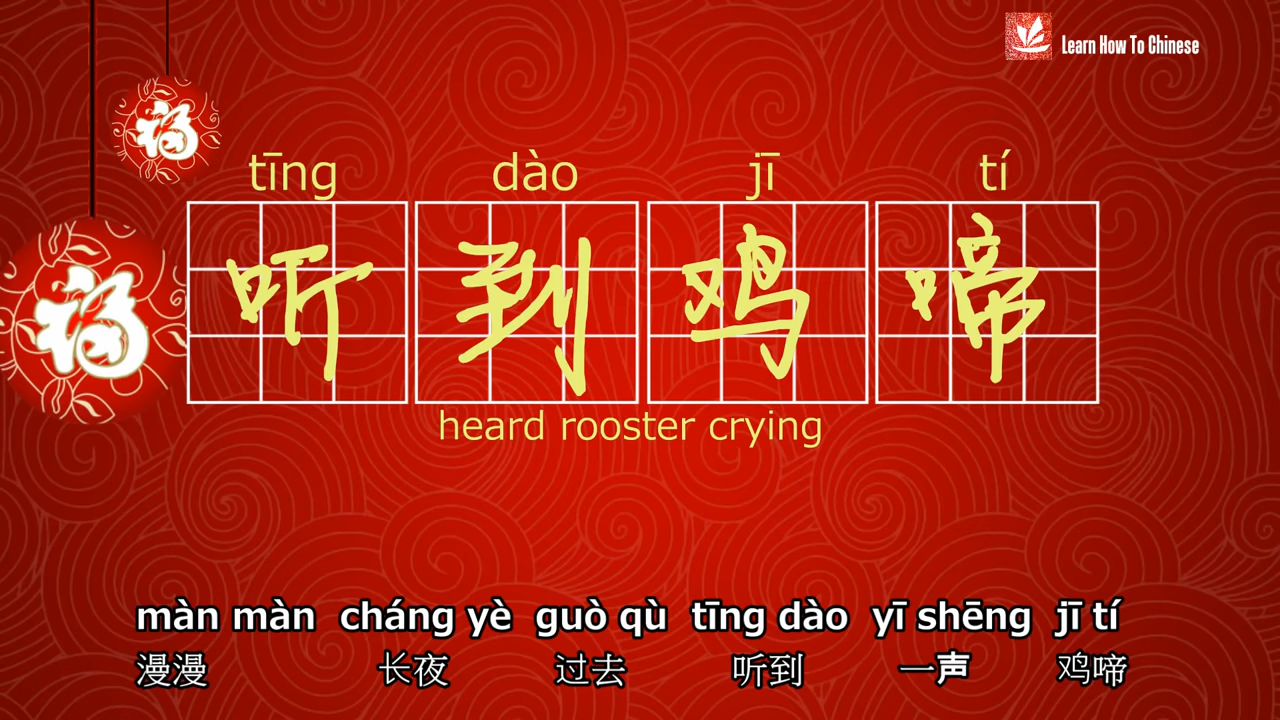 Learn How To Chinese
福
福
tīng dào jī tí
听到鸡啼
heard rooster crying
màn màn cháng yè guò qù tīng dào yī shēng jī tí
漫漫 长夜 过去 听到 一声 鸡啼